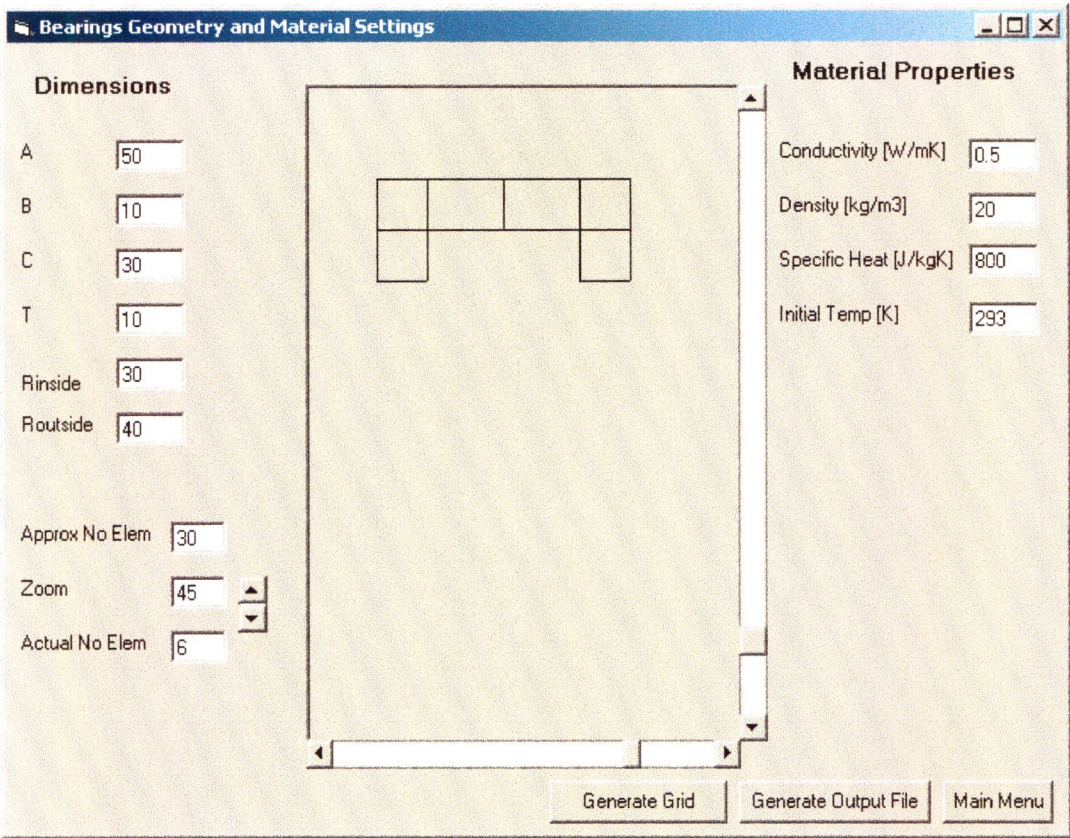 Bearings Geometry and Material Settings
Dimensions
A 50
B 10
C 30
T 10
Rinside 30
Routside 40
Approx No Elem 30
Zoom 45
Actual No Elem 6
Material Properties
Conductivity [W/mK] 0.5
Density [kg/m3] 20
Specific Heat [J/kgK] 800
Initial Temp [K] 293
Generate Grid Generate Output File Main Menu